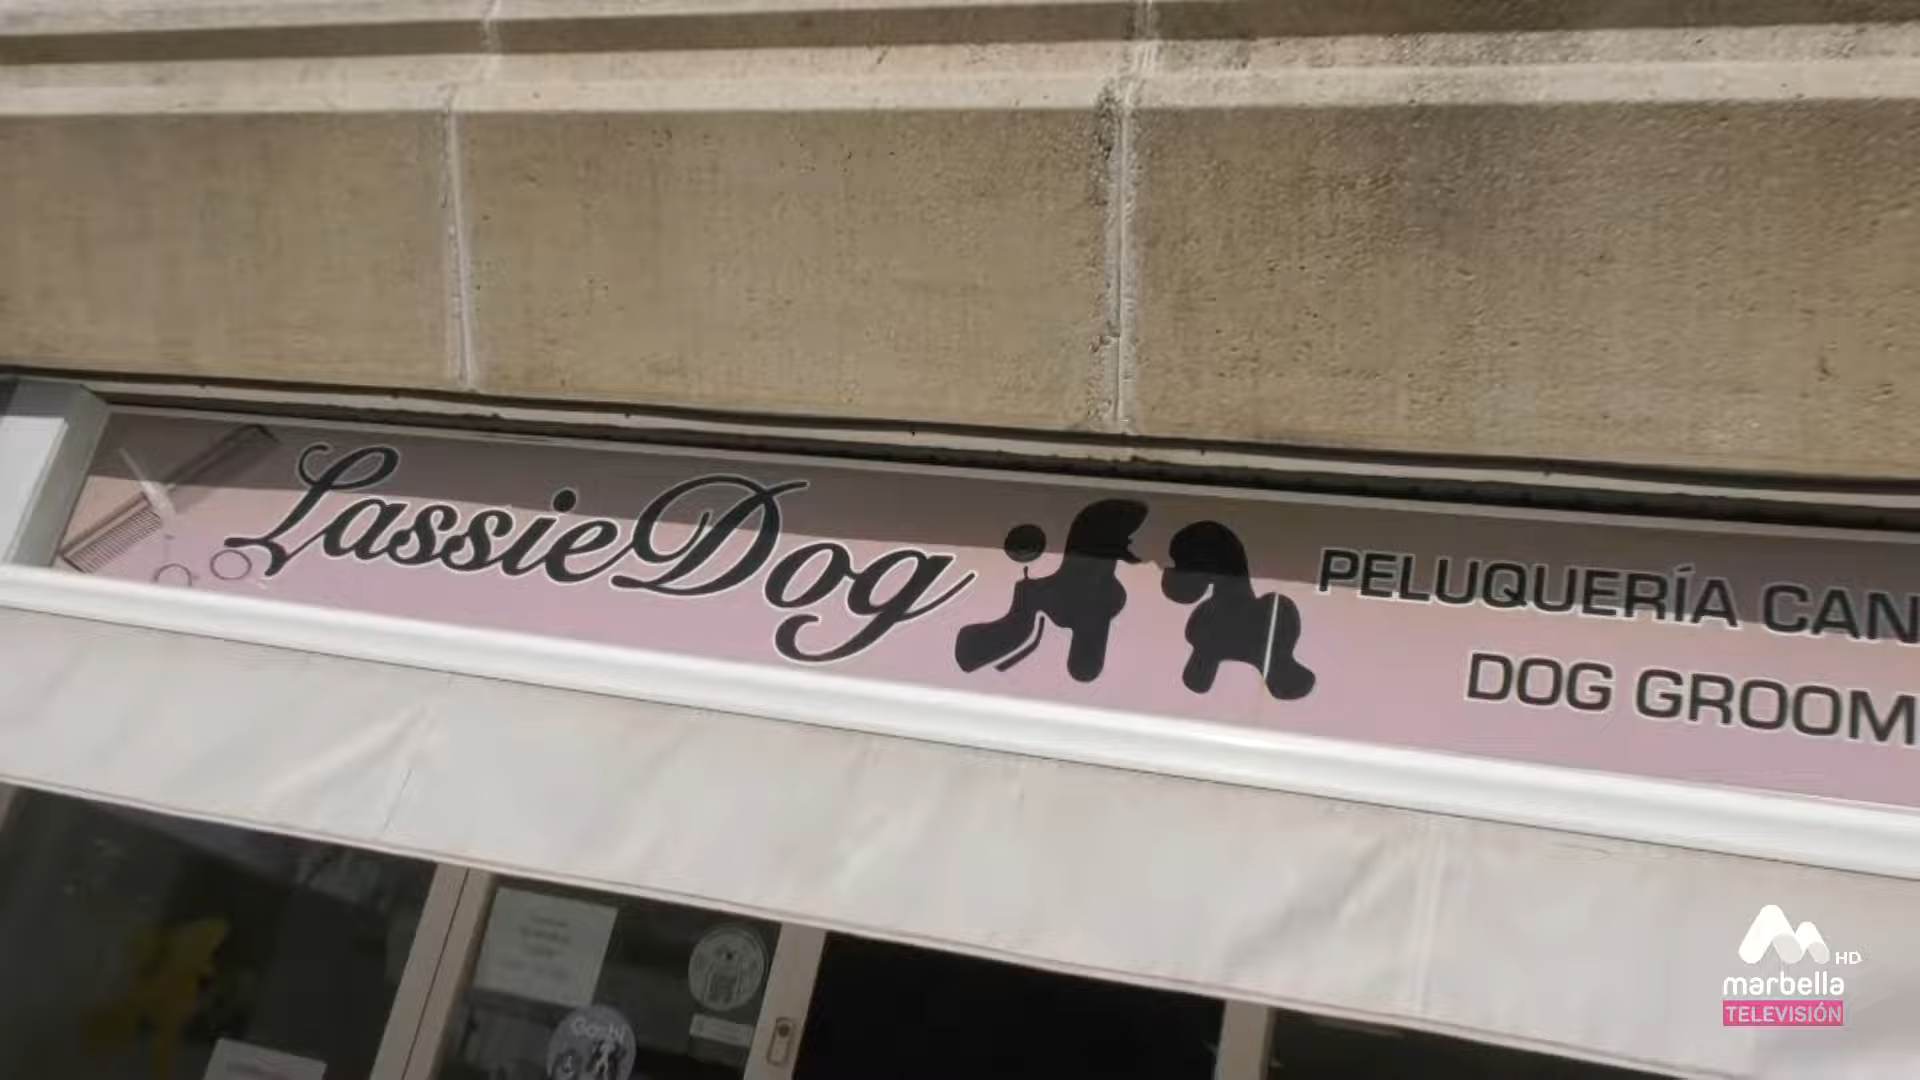 LassieDog
PELUQUERÍA CAN
DOG GROOM
HD
marbella
TELEVISIÓN